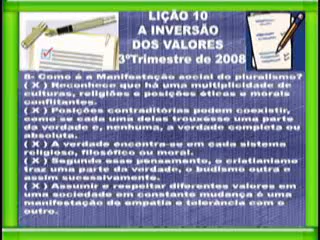 LIÇÃO 10
A INVERSÃO
DOS VALORES
3ºTrimestre de 2008
8- Como é a Manifestação social do pluralismo?
( X ) Reconhece que há uma multiplicidade de
culturas, religiões e posições éticas e morais
conflitantes.
( X ) Posições contraditórias podem coexistir,
como se cada uma delas trouxesse uma parte
da verdade e, nenhuma, a verdade completa ou
absoluta.
( X ) A verdade encontra-se em cada sistema
religioso, filosófico ou moral.
( X ) Segundo esse pensamento, o cristianismo
traz uma parte da verdade, o budismo outra e
assim sucessivamente.
( X ) Assumir e respeitar diferentes valores em
uma sociedade em constante mudança é uma
manifestação de empatia e tolerância com o
outro.